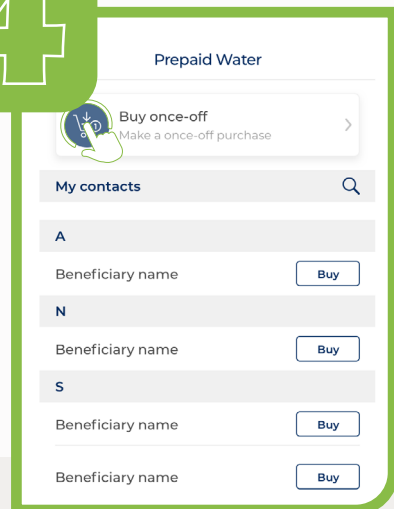 4
Prepaid Water
Buy once-off
Make a once-off purchase
My contacts
A
Beneficiary name Buy
N
Beneficiary name Buy
S
Beneficiary name Buy
Beneficiary name Buy